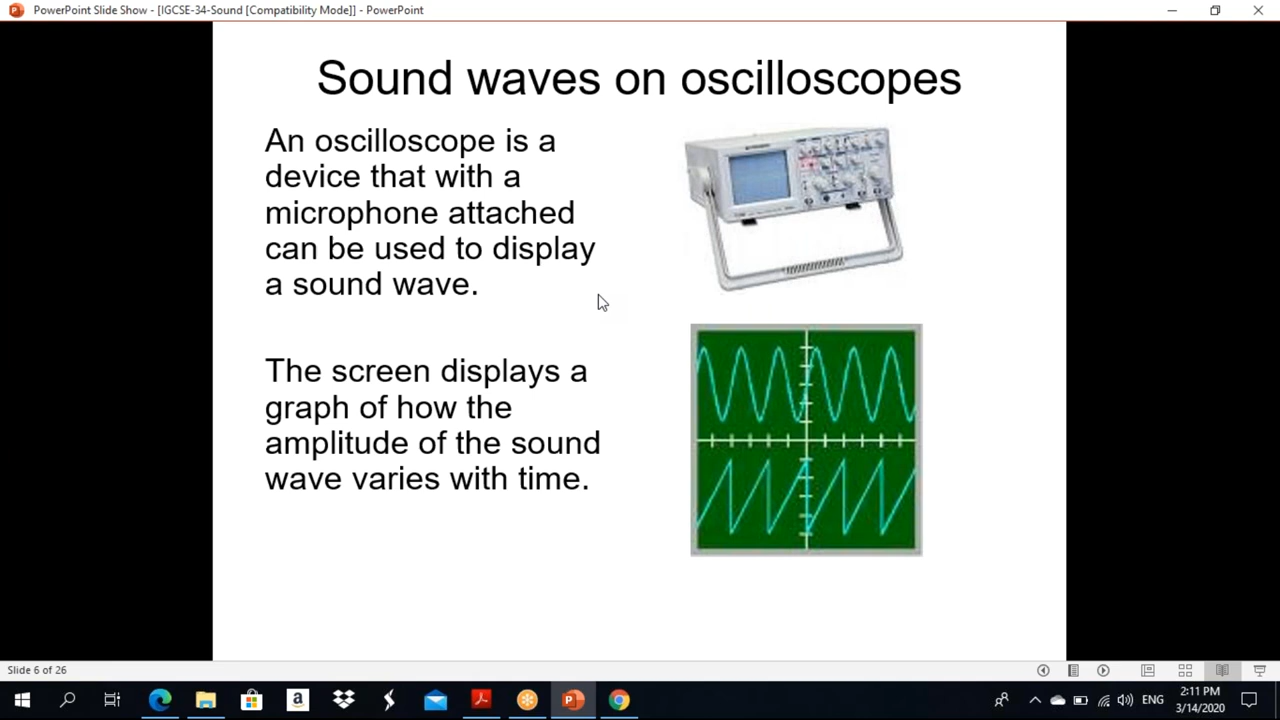 PowerPoint Slide Show - [IGCSE-34-Sound [Compatibility Mode]] - PowerPoint
Sound waves on oscilloscopes
An oscilloscope is a
device that with a
microphone attached
can be used to display
a sound wave.
The screen displays a
graph of how the
amplitude of the sound
wave varies with time.
Slide 6 of 26
ENG
2:11 PM
3/14/2020